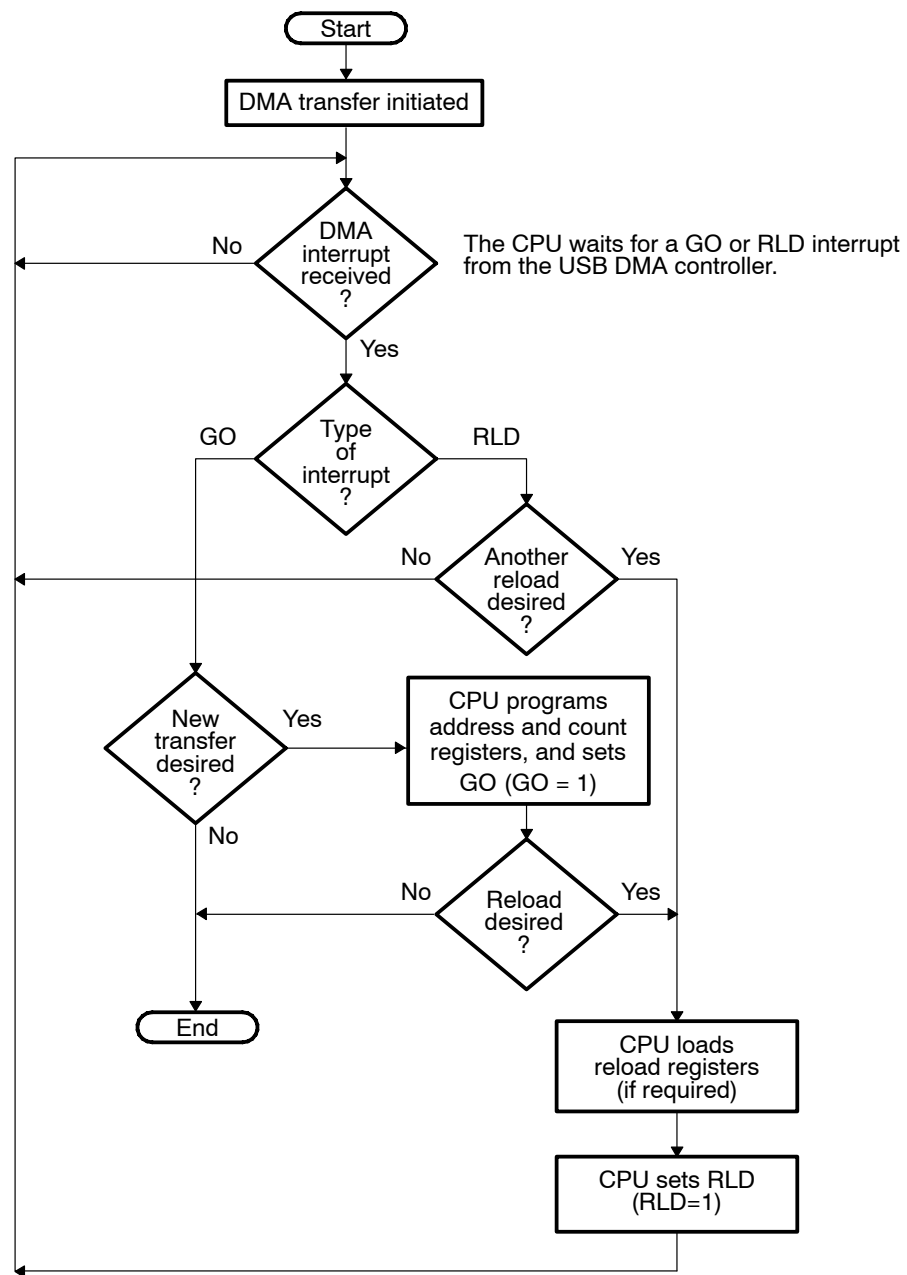 Start
DMA transfer initiated
DMA
interrupt
received
?
No
The CPU waits for a GO or RLD interrupt
from the USB DMA controller.
Yes
Type
of
interrupt
?
GO
RLD
Another
reload
desired
?
No
Yes
New
transfer
desired
?
Yes
No
CPU programs
address and count
registers, and sets
GO (GO = 1)
Reload
desired
?
No
Yes
End
CPU loads
reload registers
(if required)
CPU sets RLD
(RLD=1)